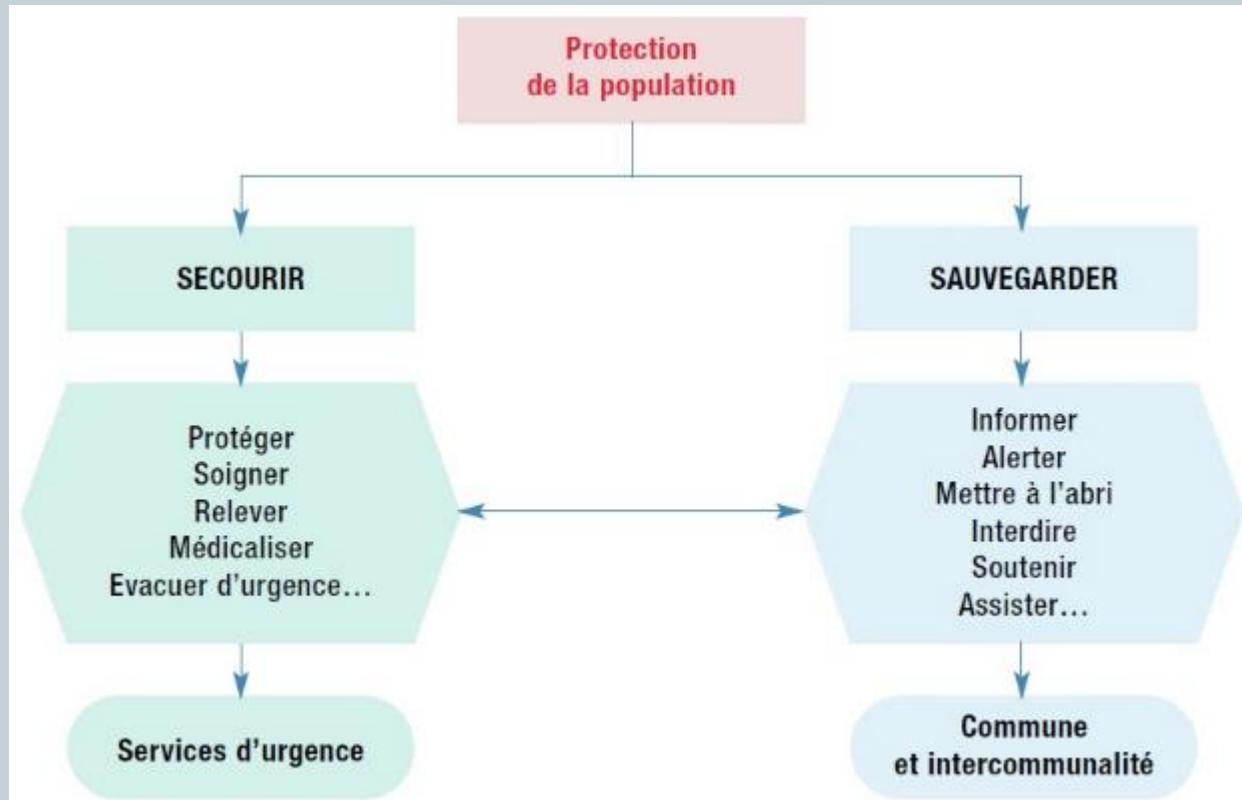 Protection
de la population
SECOURIR
SAUVEGARDER
Protéger
Soigner
Relever
Médicaliser
Evacuer d'urgence…
Informer
Alerter
Mettre à l'abri
Interdire
Soutenir
Assister…
Services d'urgence
Commune
et intercommunalité